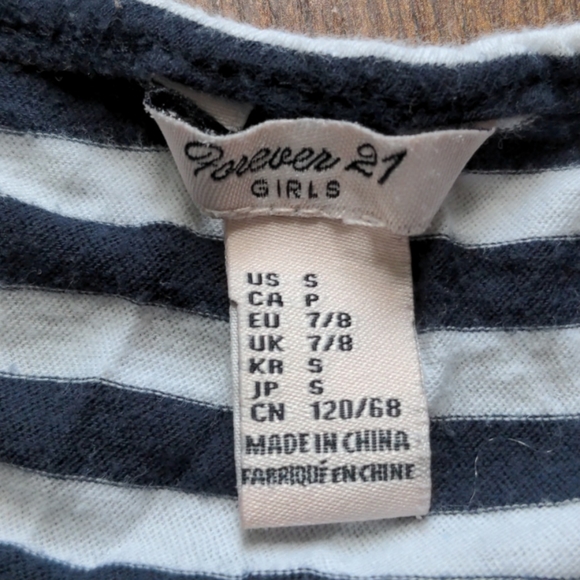 Forever 21
GIRLS
US S
CA P
EU 7/8
UK 7/8
KR S
JP S
CN 120/68
MADE IN CHINA
FABRIQUÉ EN CHINE